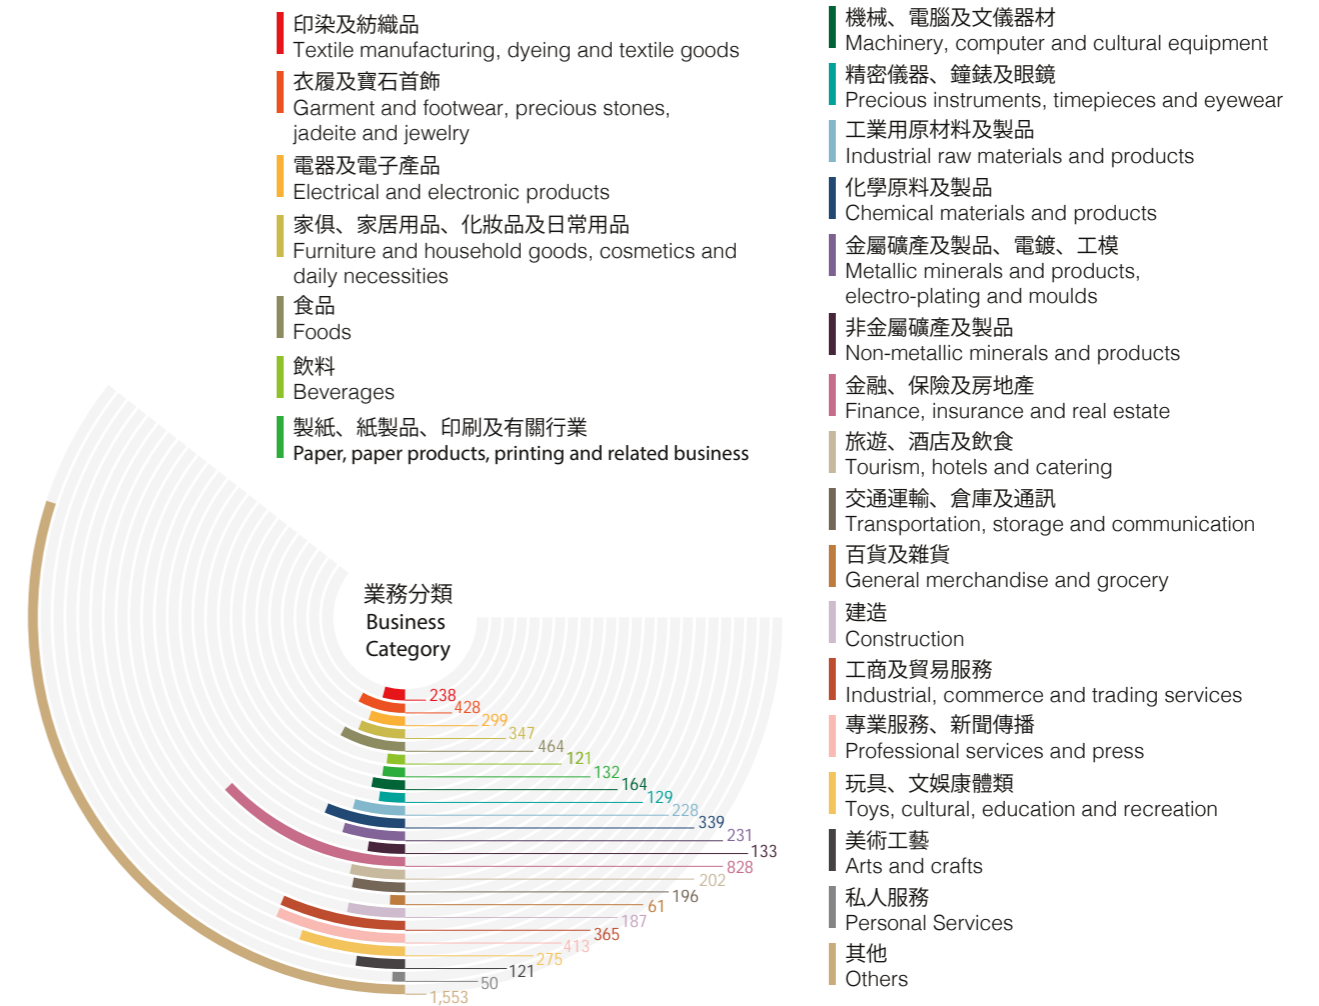 印染及紡織品
Textile manufacturing, dyeing and textile goods
衣履及寶石首飾
Garment and footwear, precious stones,
jadeite and jewelry
電器及電子產品
Electrical and electronic products
家俱、家居用品、化妝品及日常用品
Furniture and household goods, cosmetics and
daily necessities
食品
Foods
飲料
Beverages
製紙、紙製品、印刷及有關行業
Paper, paper products, printing and related business
機械、電腦及文儀器材
Machinery, computer and cultural equipment
精密儀器、鐘錶及眼鏡
Precious instruments, timepieces and eyewear
工業用原材料及製品
Industrial raw materials and products
化學原料及製品
Chemical materials and products
金屬礦產及製品、電鍍、工模
Metallic minerals and products,
electro-plating and moulds
非金屬礦產及製品
Non-metallic minerals and products
金融、保險及房地產
Finance, insurance and real estate
旅遊、酒店及飲食
Tourism, hotels and catering
交通運輸、倉庫及通訊
Transportation, storage and communication
百貨及雜貨
General merchandise and grocery
建造
Construction
工商及貿易服務
Industrial, commerce and trading services
專業服務、新聞傳播
Professional services and press
玩具、文娛康體類
Toys, cultural, education and recreation
美術工藝
Arts and crafts
私人服務
Personal Services
其他
Others
業務分類
Business
Category
238
428
299
347
464
121
132
164
129
228
339
231
133
828
202
196
61
187
365
413
275
121
50
1,553